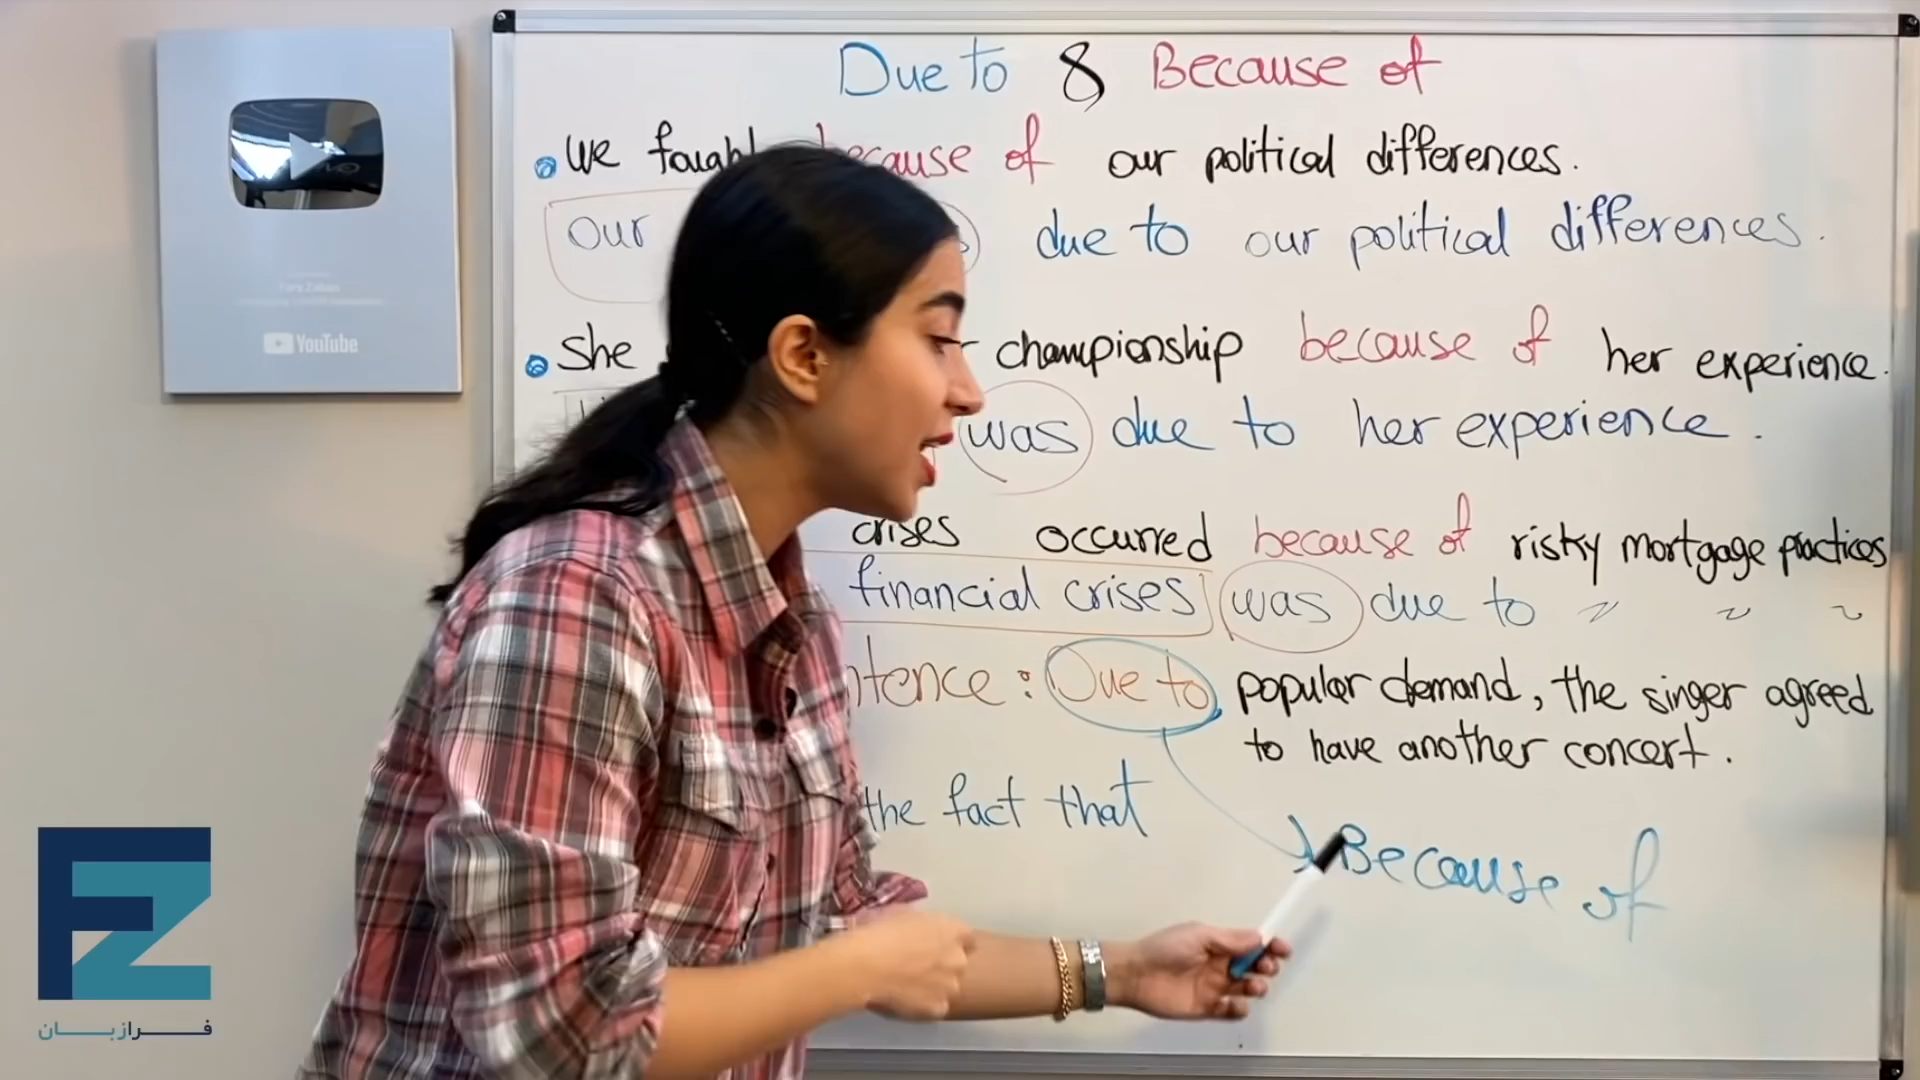 Due to & Because of
We fought because of our political differences.
Our due to our political differences.
She championship because of her experience.
was due to her experience.
crises occurred because of risky mortgage practices
financial crises was due to 〃 〃 〃
: Due to popular demand, the singer agreed
to have another concert.
the fact that
Because of
YouTube
FZ
فرازبان